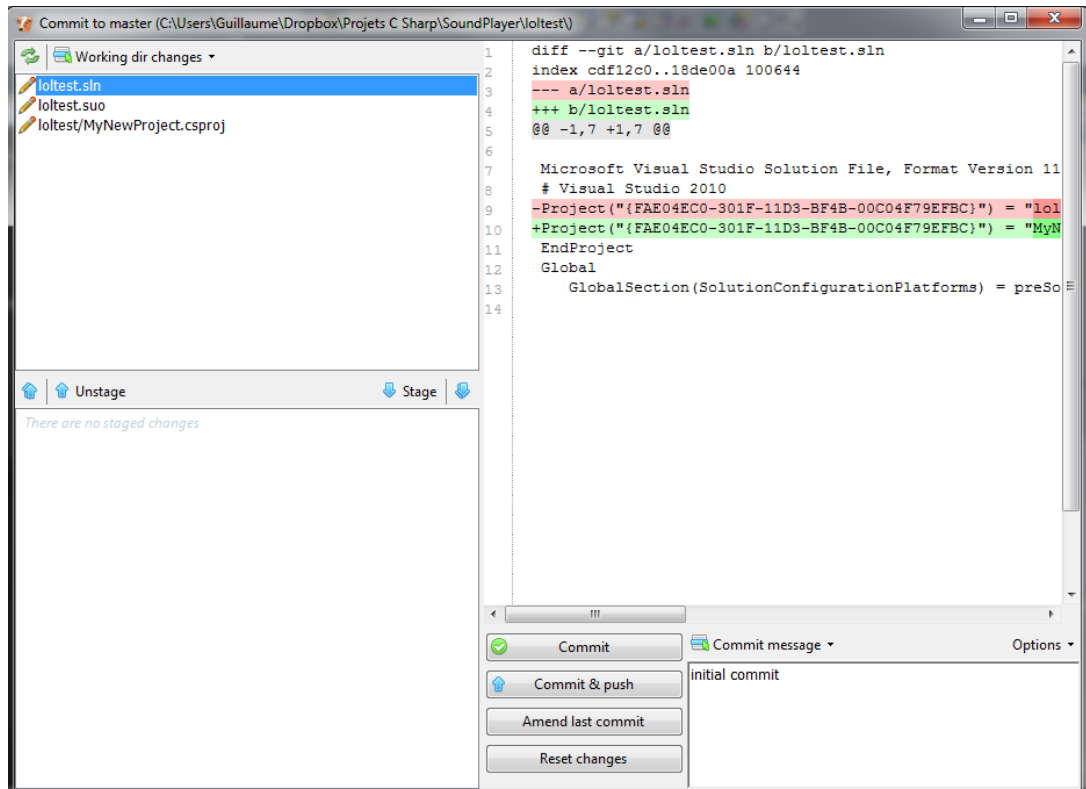 Commit to master (C:\Users\Guillaume\Dropbox\Projets C Sharp\SoundPlayer\loltest\)
Working dir changes
loltest.sln
loltest.suo
loltest/MyNewProject.csproj
Unstage
Stage
There are no staged changes
1 diff --git a/loltest.sln b/loltest.sln
2 index cdf12c0..18de00a 100644
3 --- a/loltest.sln
4 +++ b/loltest.sln
5 @@ -1,7 +1,7 @@
6
7 Microsoft Visual Studio Solution File, Format Version 11
8 # Visual Studio 2010
9 -Project("{FAE04EC0-301F-11D3-BF4B-00C04F79EFBC}") = "lol
10 +Project("{FAE04EC0-301F-11D3-BF4B-00C04F79EFBC}") = "MyN
11 EndProject
12 Global
13 GlobalSection(SolutionConfigurationPlatforms) = preSo
14
Commit
Commit & push
Amend last commit
Reset changes
Commit message
Options
initial commit